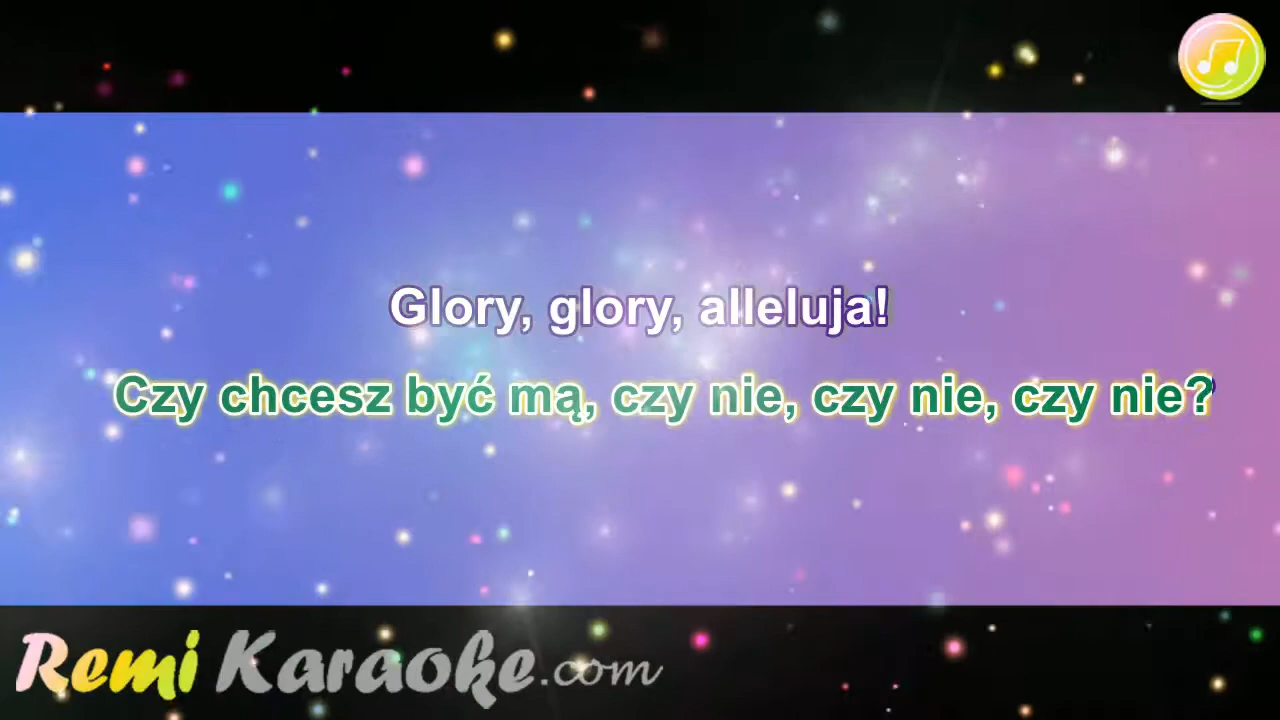 Glory, glory, alleluja!
Czy chcesz być mą, czy nie, czy nie, czy nie?
Remi Karaoke.com